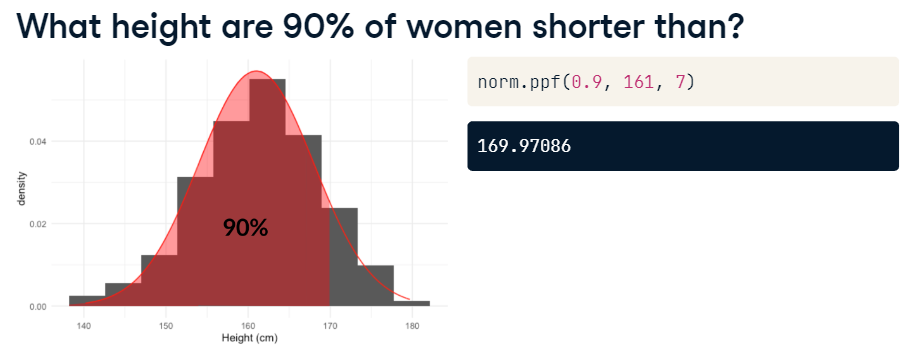 What height are 90% of women shorter than?
norm.ppf(0.9, 161, 7)
169.97086
density
0.04
0.02
0.00
90%
140 150 160 170 180
Height (cm)